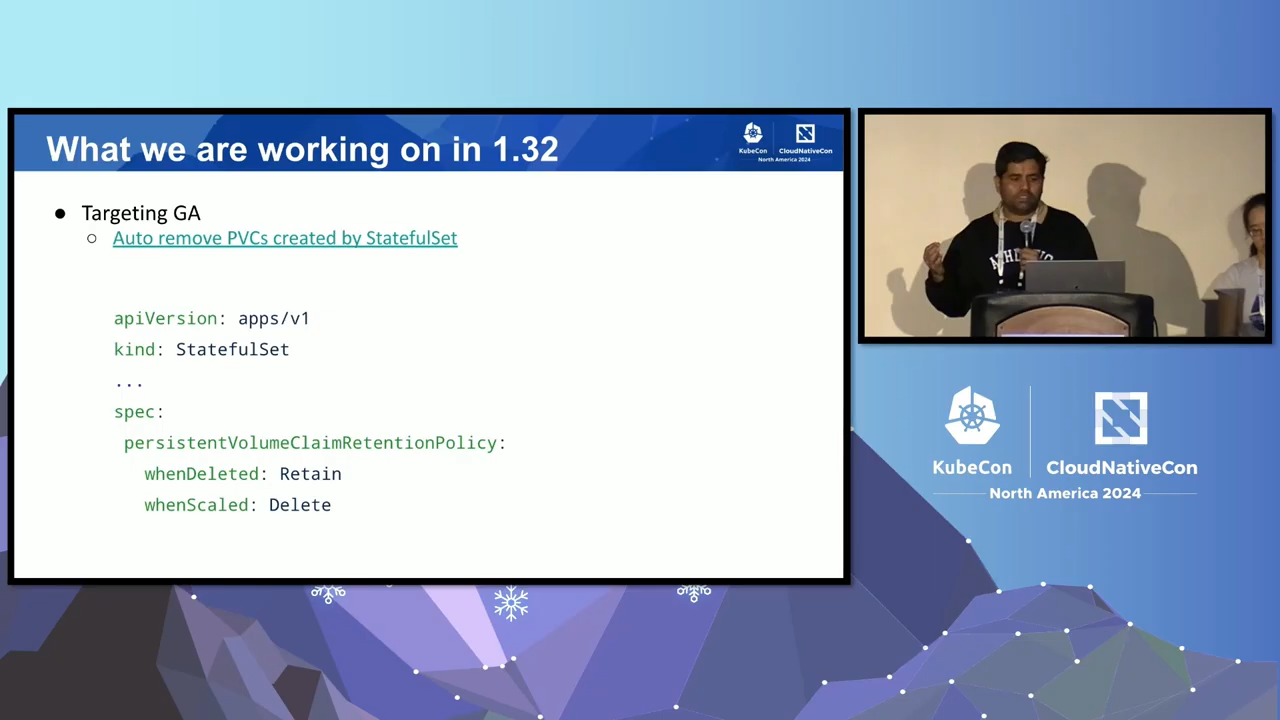 What we are working on in 1.32
KubeCon
CloudNativeCon
North America 2024
● Targeting GA
○ Auto remove PVCs created by StatefulSet
apiVersion: apps/v1
kind: StatefulSet
...
spec:
persistentVolumeClaimRetentionPolicy:
whenDeleted: Retain
whenScaled: Delete
KubeCon
CloudNativeCon
North America 2024